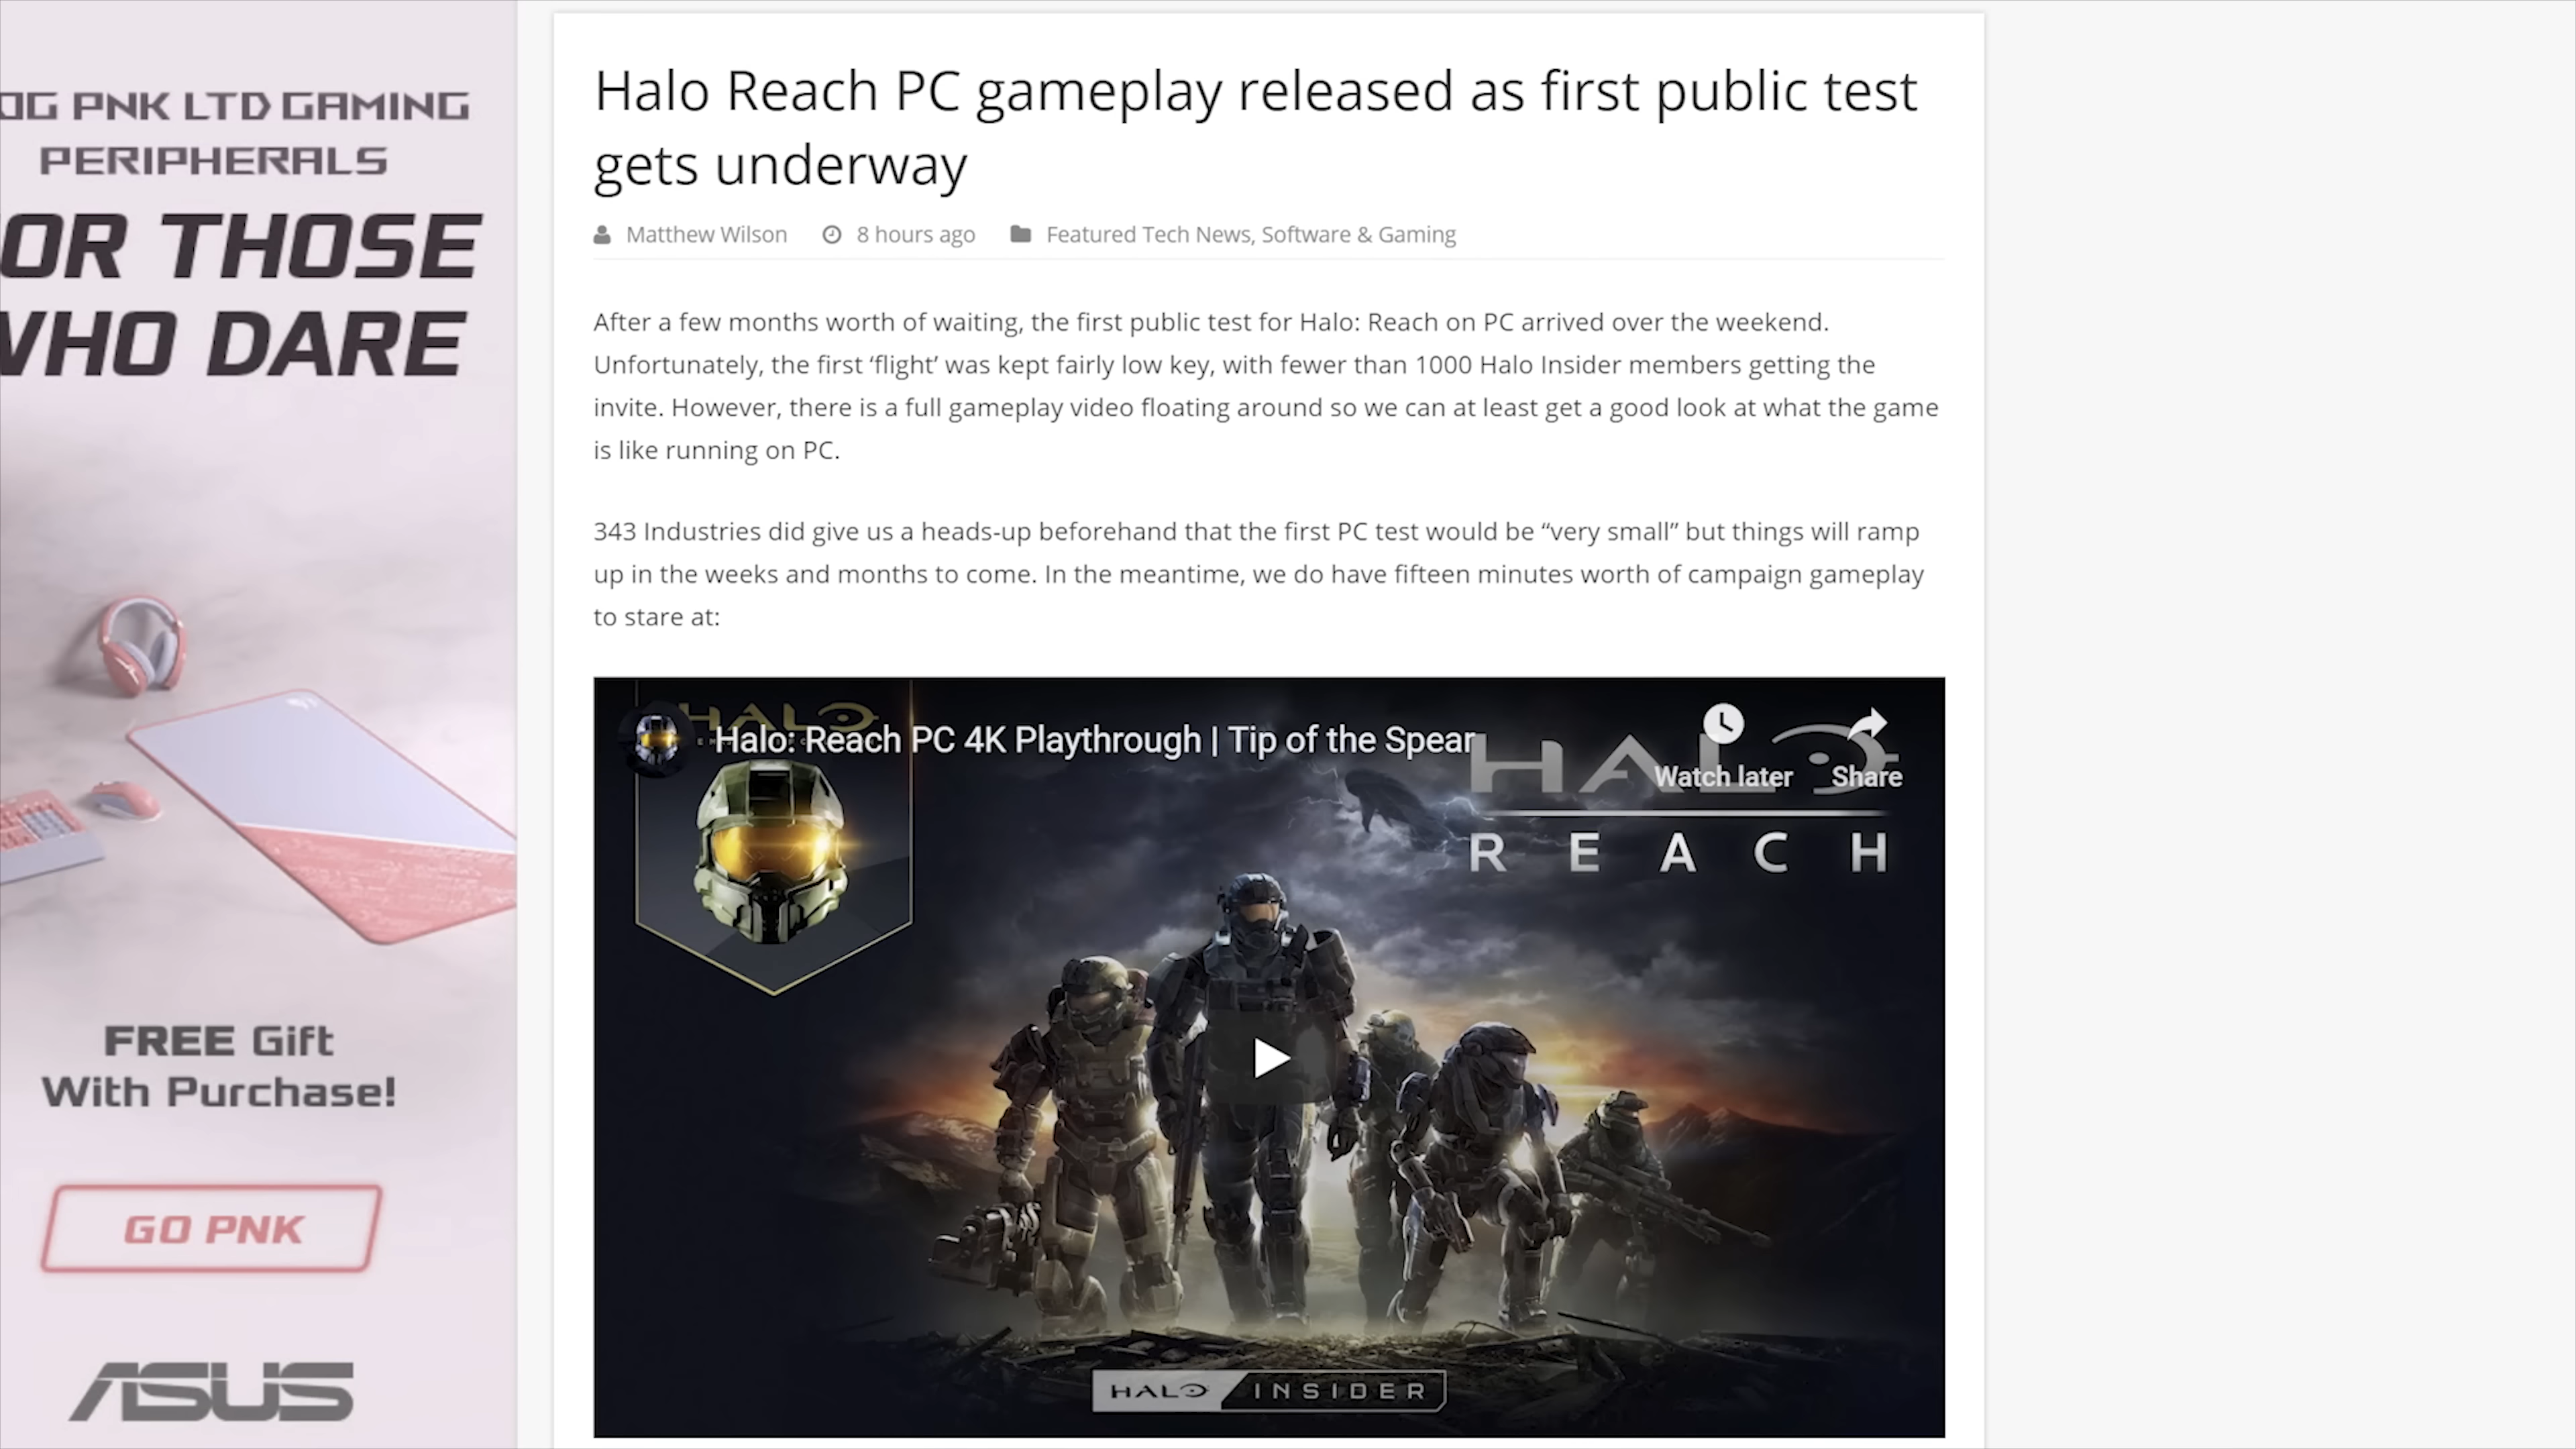 OG PNK LTD GAMING
PERIPHERALS
OR THOSE
WHO DARE
FREE Gift
With Purchase!
GO PNK
ASUS
Halo Reach PC gameplay released as first public test
gets underway
Matthew Wilson 8 hours ago Featured Tech News, Software & Gaming
After a few months worth of waiting, the first public test for Halo: Reach on PC arrived over the weekend.
Unfortunately, the first ‘flight’ was kept fairly low key, with fewer than 1000 Halo Insider members getting the
invite. However, there is a full gameplay video floating around so we can at least get a good look at what the game
is like running on PC.
343 Industries did give us a heads-up beforehand that the first PC test would be “very small” but things will ramp
up in the weeks and months to come. In the meantime, we do have fifteen minutes worth of campaign gameplay
to stare at:
HALO
Halo: Reach PC 4K Playthrough | Tip of the Spear
Watch later Share
HALO
REACH
HALO INSIDER